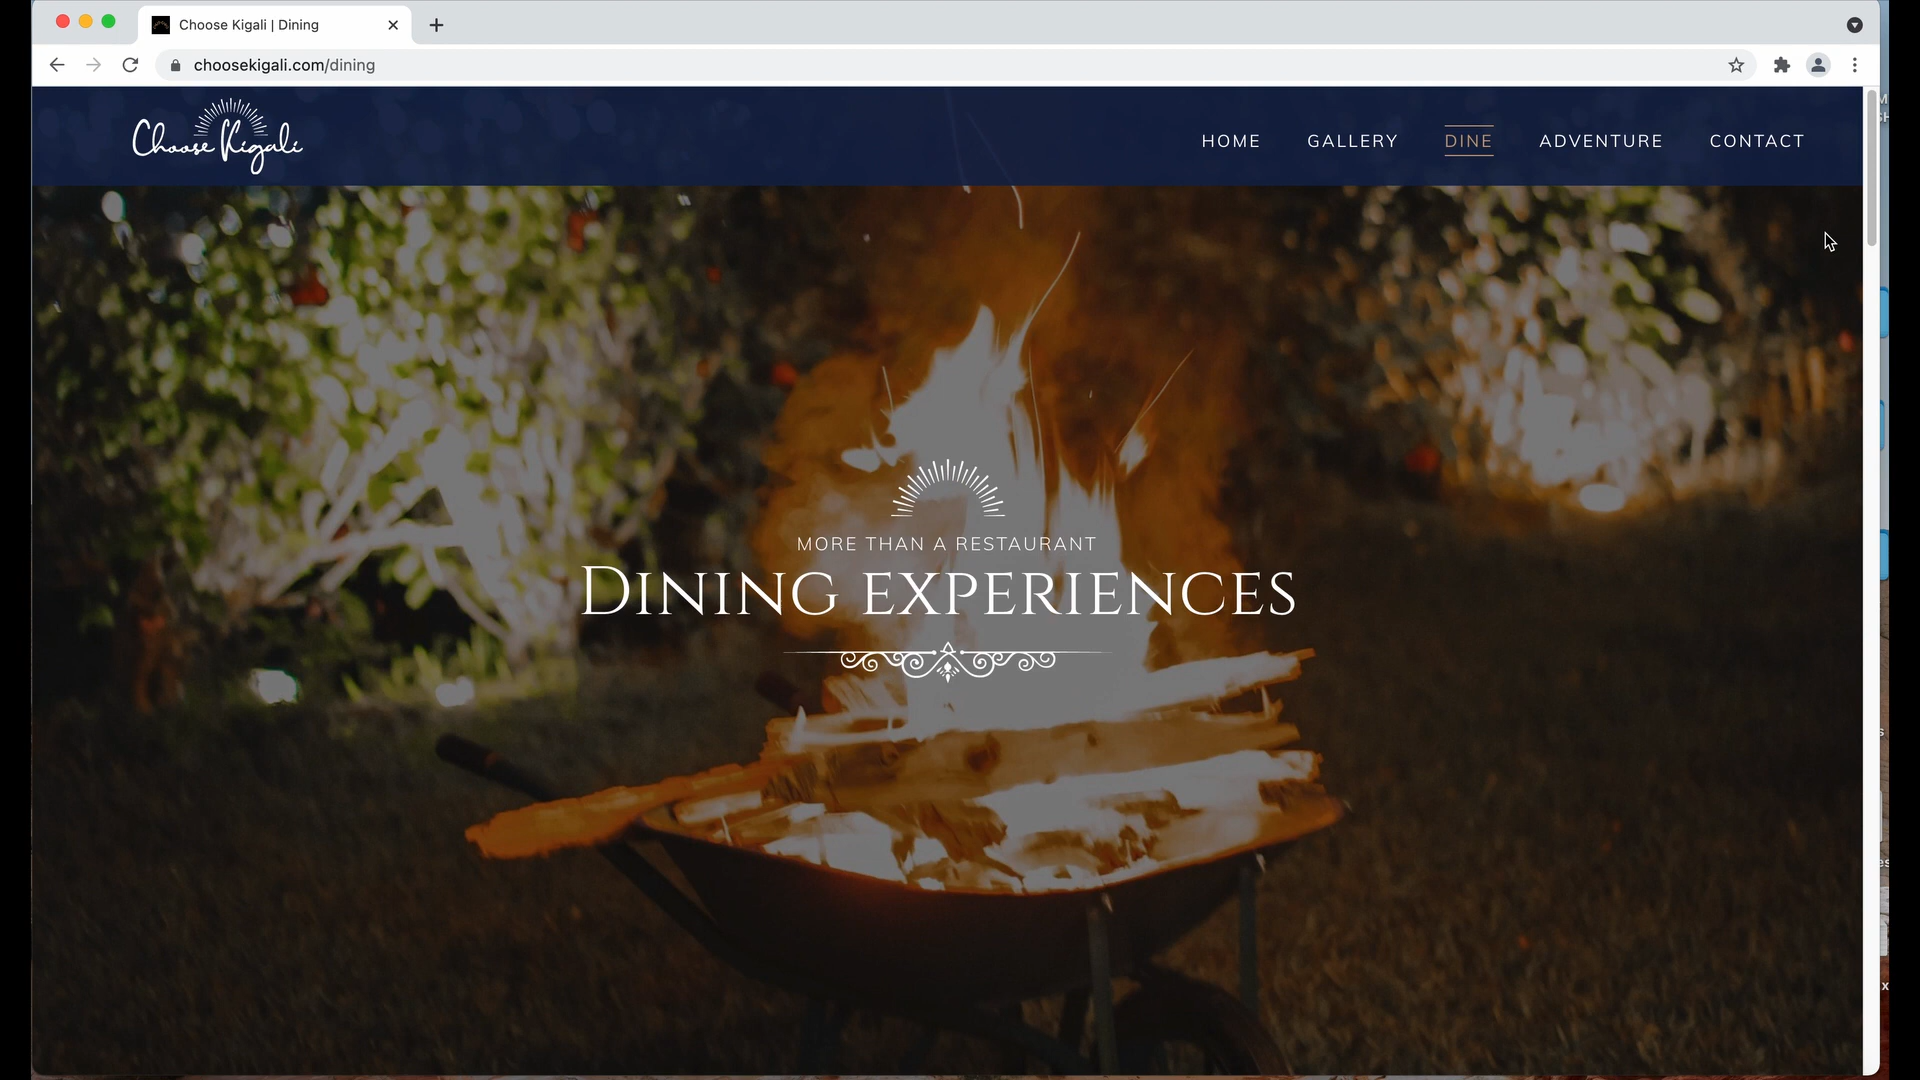 Choose Kigali | Dining
choosekigali.com/dining
Choose Kigali
HOME GALLERY DINE ADVENTURE CONTACT
MORE THAN A RESTAURANT
DINING EXPERIENCES